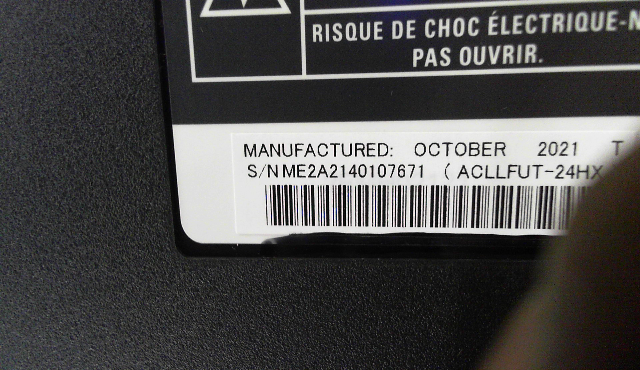 RISQUE DE CHOC ÉLECTRIQUE-N
PAS OUVRIR.
MANUFACTURED: OCTOBER 2021 T
S/N ME2A2140107671 ( ACLLFUT-24HX